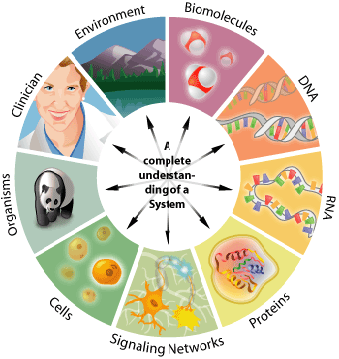 Environment
Biomolecules
DNA
RNA
Proteins
Signaling Networks
Cells
Organisms
Clinician
A
complete
understan-
ding of a
System